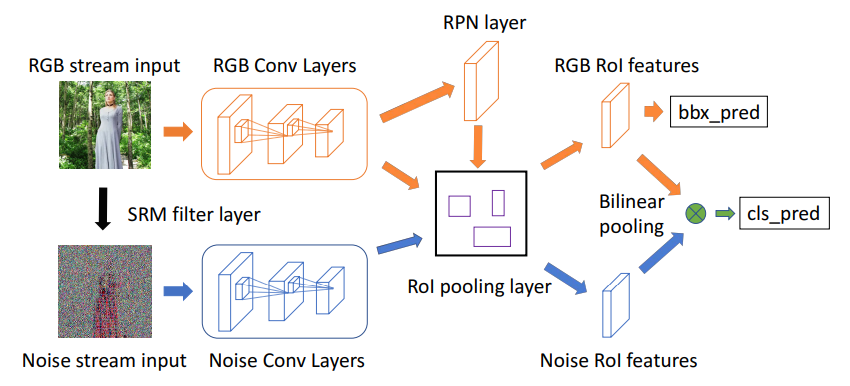 RPN layer
RGB stream input
RGB Conv Layers
RGB RoI features
bbx_pred
SRM filter layer
Bilinear
pooling
cls_pred
RoI pooling layer
Noise stream input
Noise Conv Layers
Noise RoI features